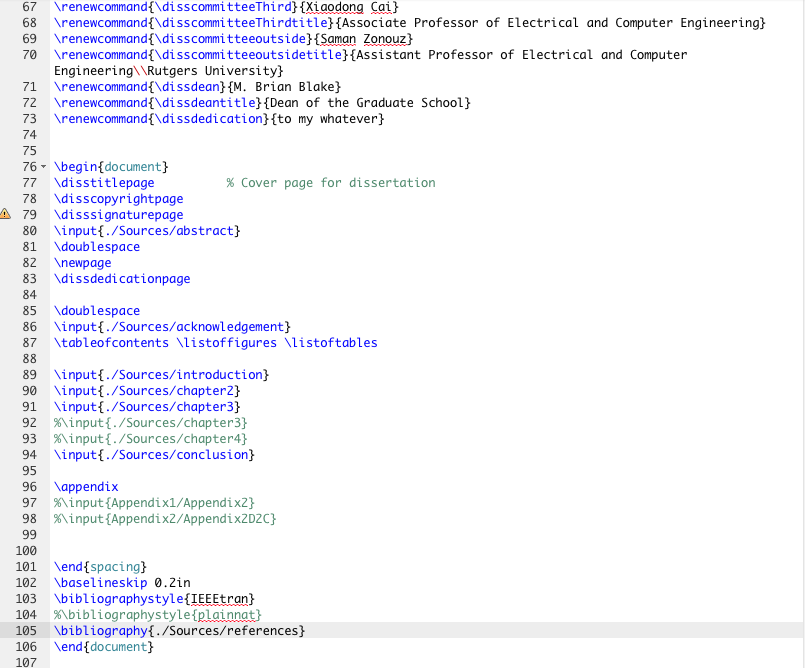 67 \renewcommand{\disscommitteeThird}{Xiaodong Cai}
68 \renewcommand{\disscommitteeThirdtitle}{Associate Professor of Electrical and Computer Engineering}
69 \renewcommand{\disscommitteeoutside}{Saman Zonouz}
70 \renewcommand{\disscommitteeoutsidetitle}{Assistant Professor of Electrical and Computer
Engineering\\Rutgers University}
71 \renewcommand{\dissdean}{M. Brian Blake}
72 \renewcommand{\dissdeantitle}{Dean of the Graduate School}
73 \renewcommand{\dissdedication}{to my whatever}
74
75
76 \begin{document}
77 \disstitlepage % Cover page for dissertation
78 \disscopyrightpage
79 \disssignaturepage
80 \input{./Sources/abstract}
81 \doublespace
82 \newpage
83 \dissdedicationpage
84
85 \doublespace
86 \input{./Sources/acknowledgement}
87 \tableofcontents \listoffigures \listoftables
88
89 \input{./Sources/introduction}
90 \input{./Sources/chapter2}
91 \input{./Sources/chapter3}
92 %\input{./Sources/chapter3}
93 %\input{./Sources/chapter4}
94 \input{./Sources/conclusion}
95
96 \appendix
97 %\input{Appendix1/Appendix2}
98 %\input{Appendix2/Appendix2D2C}
99
100
101 \end{spacing}
102 \baselineskip 0.2in
103 \bibliographystyle{IEEEtran}
104 %\bibliographystyle{plainnat}
105 \bibliography{./Sources/references}
106 \end{document}
107